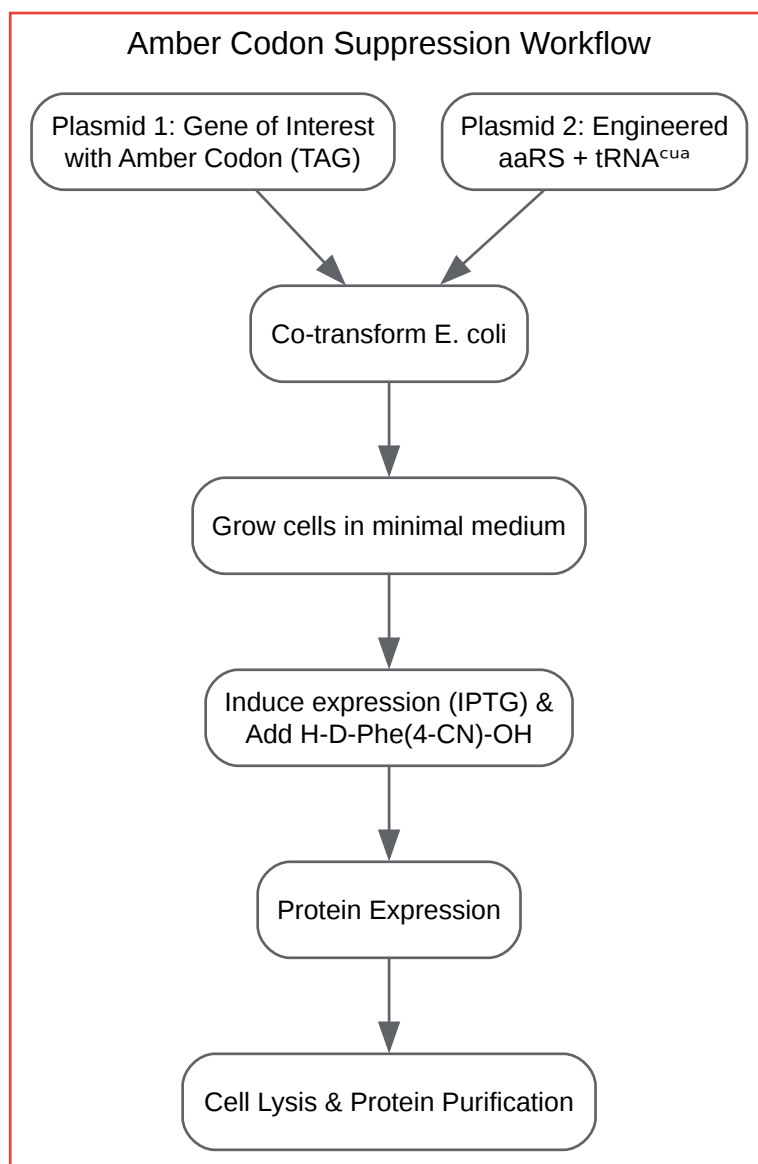 Amber Codon Suppression Workflow
Plasmid 1: Gene of Interest
with Amber Codon (TAG)
Plasmid 2: Engineered
aaRS + tRNAᶜᵘᵃ
Co-transform E. coli
Grow cells in minimal medium
Induce expression (IPTG) &
Add H-D-Phe(4-CN)-OH
Protein Expression
Cell Lysis & Protein Purification